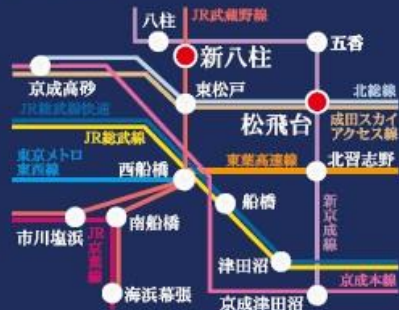 八柱
JR武蔵野線
五香
新八柱
京成高砂
東松戸
北総線
JR総武線快速
松飛台
成田スカイ
アクセス線
JR総武線
東京メトロ
東西線
西船橋
東葉高速線
北習志野
船橋
新京成線
市川塩浜
南船橋
JR京葉線
津田沼
京成本線
海浜幕張
京成津田沼